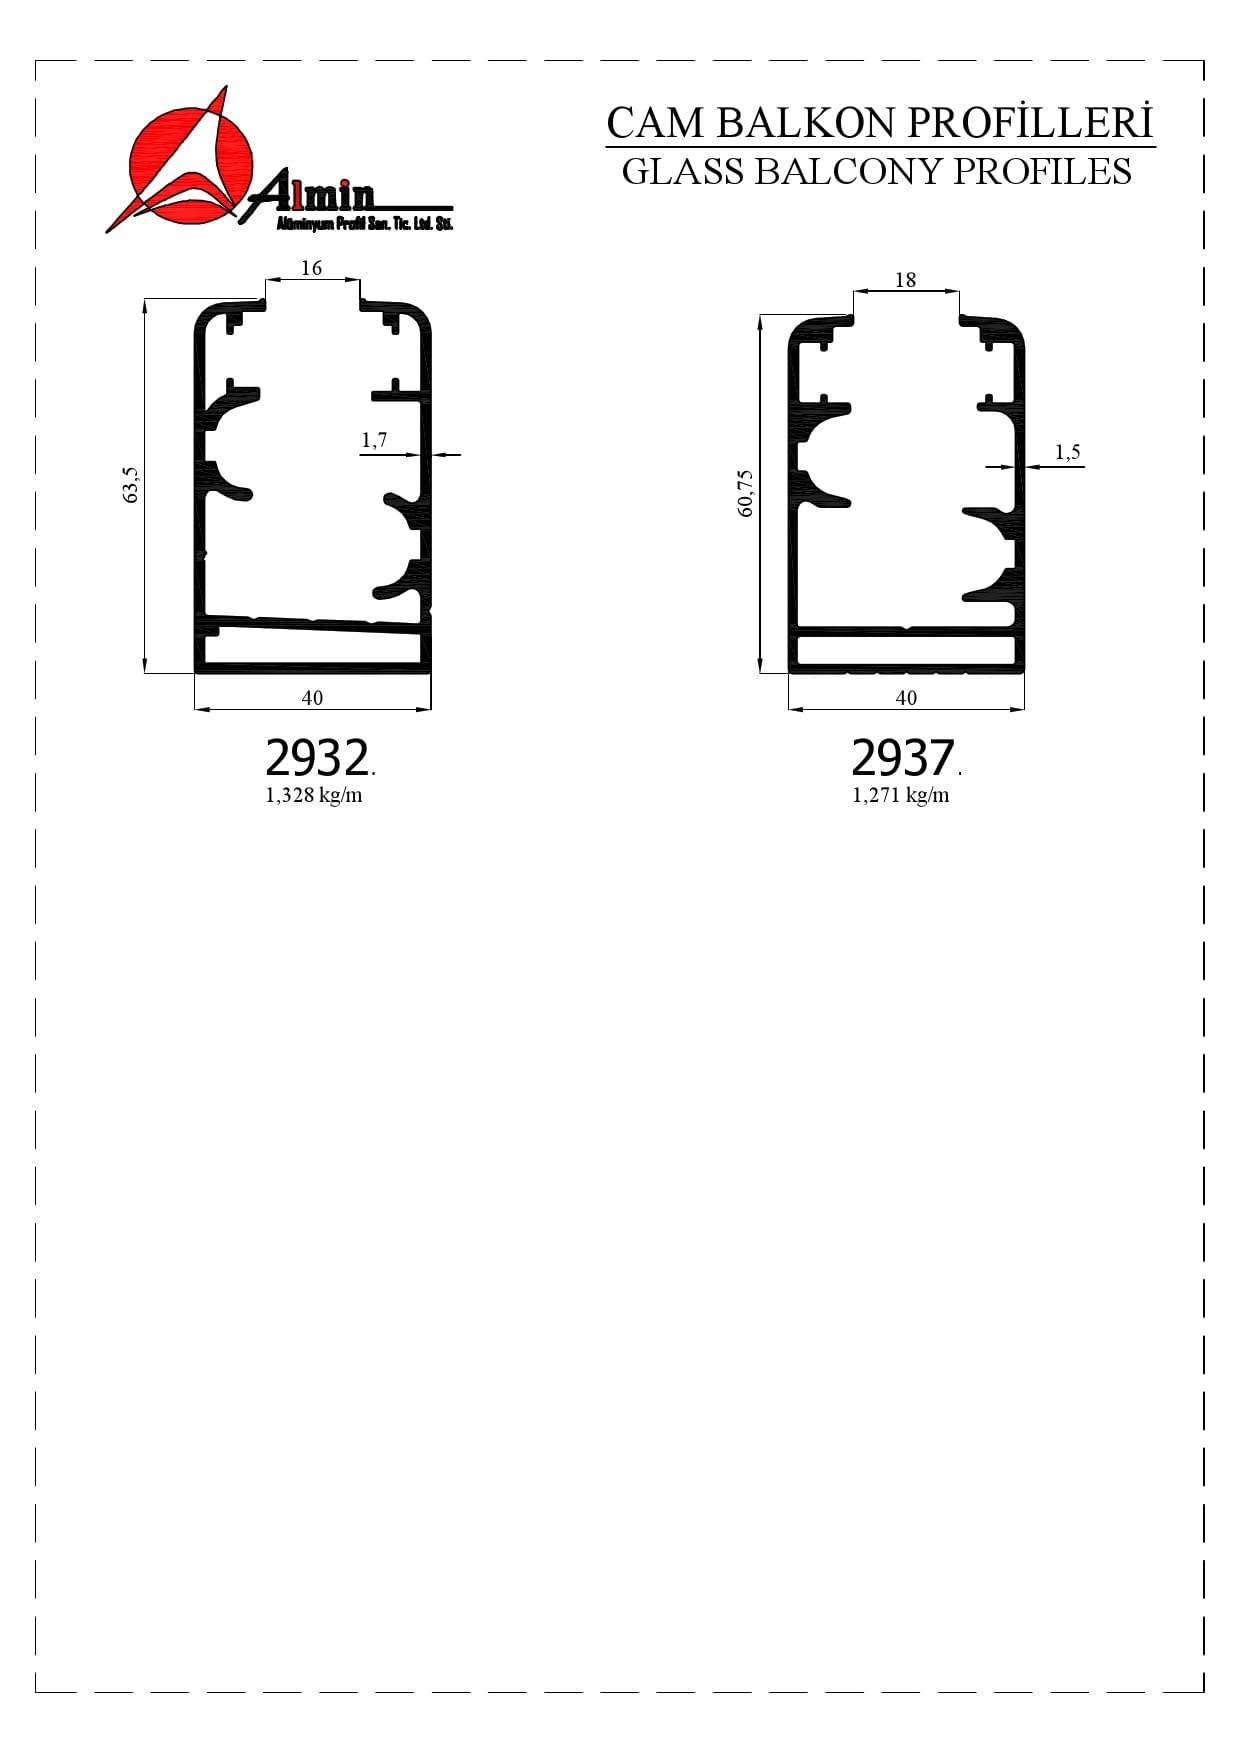 CAM BALKON PROFİLLERİ
GLASS BALCONY PROFILES
Almin
Alüminyum Profil San. Tic. Ltd. Sti.
16
63,5
1,7
40
2932.
1,328 kg/m
18
60,75
1,5
40
2937.
1,271 kg/m